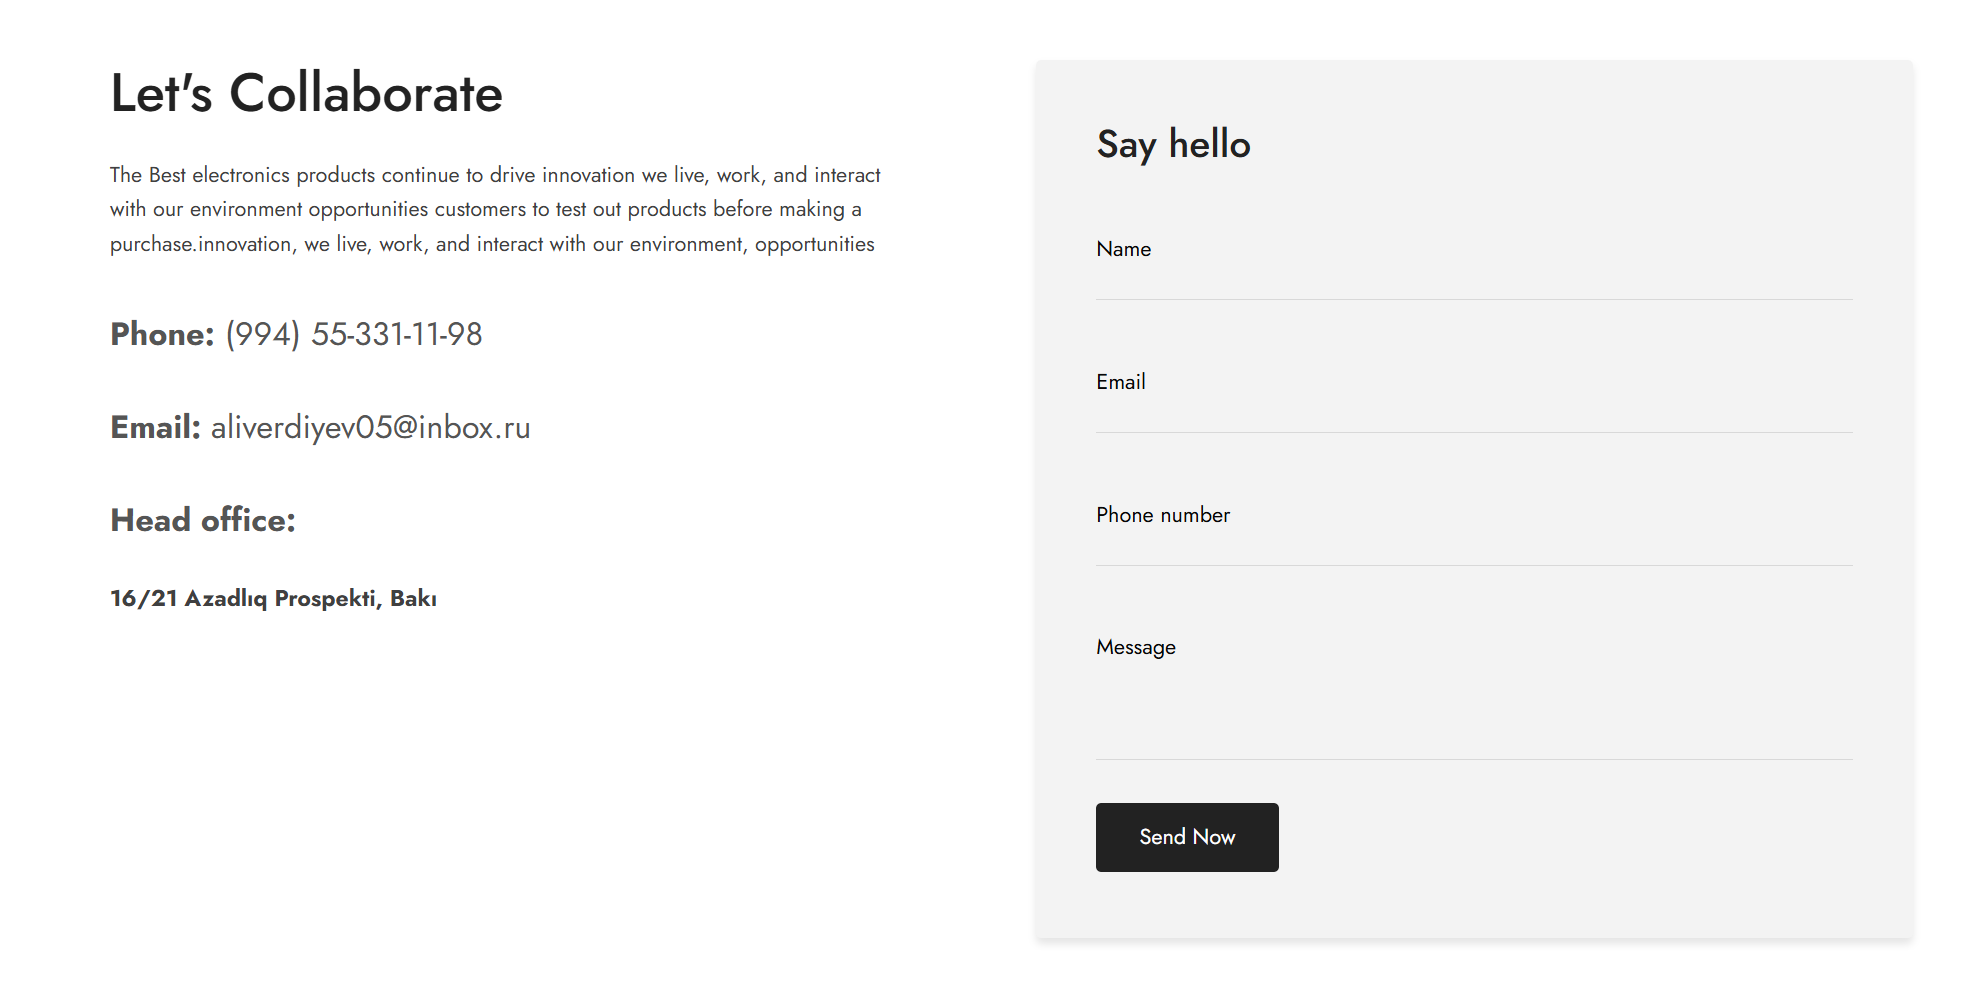 Let's Collaborate
The Best electronics products continue to drive innovation we live, work, and interact
with our environment opportunities customers to test out products before making a
purchase.innovation, we live, work, and interact with our environment, opportunities
Phone: (994) 55-331-11-98
Email: aliverdiyev05@inbox.ru
Head office:
16/21 Azadlıq Prospekti, Bakı
Say hello
Name
Email
Phone number
Message
Send Now